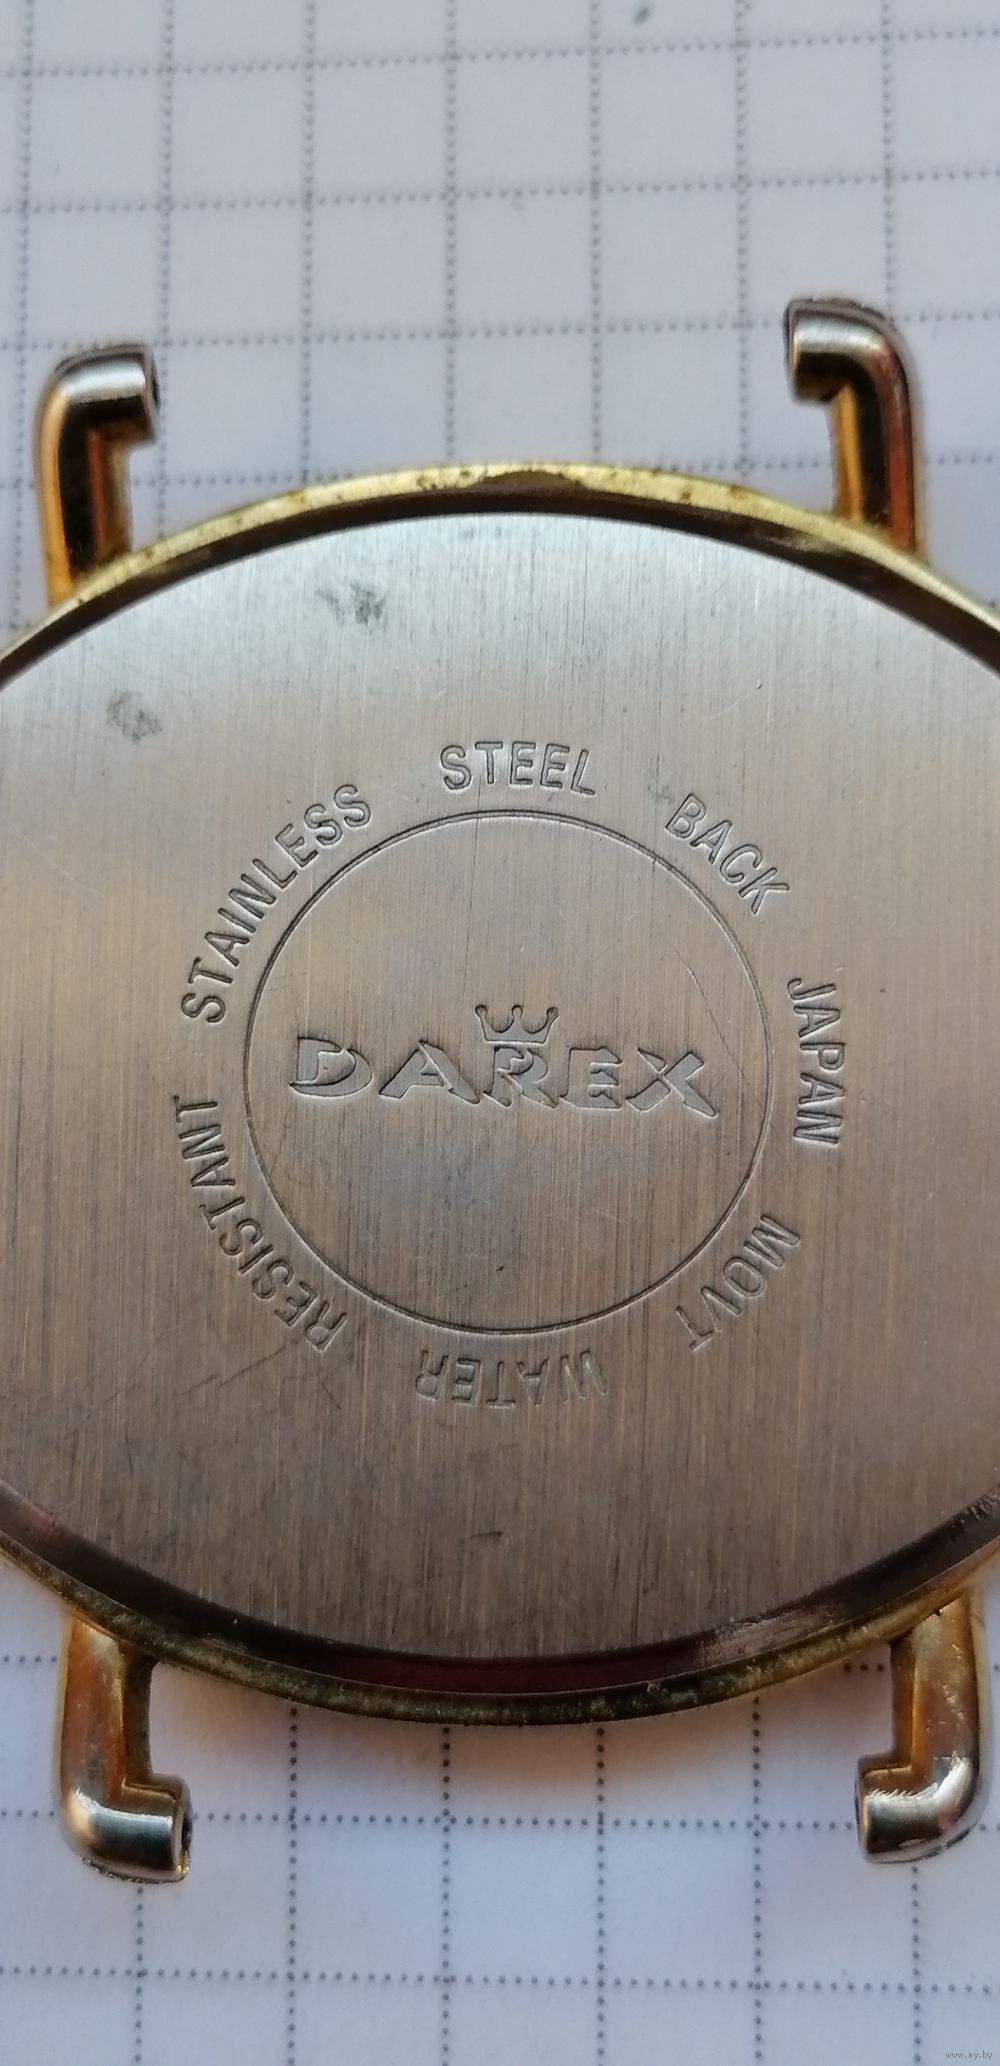 STAINLESS STEEL BACK JAPAN MOVT WATER RESISTANT
DAREX
www.ay.by